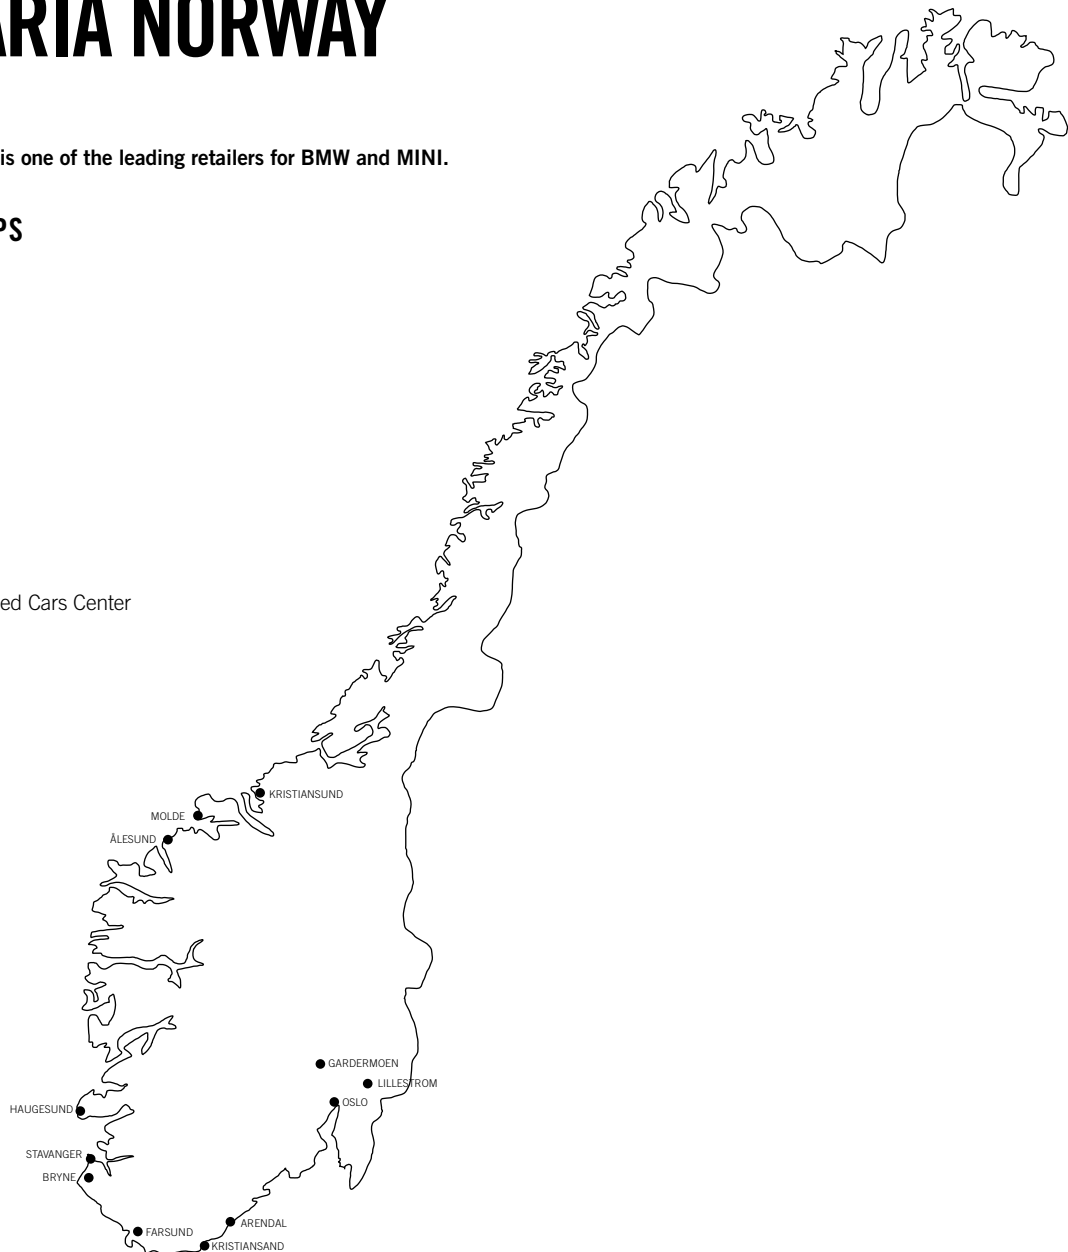 ARIA NORWAY
is one of the leading retailers for BMW and MINI.
PS
ed Cars Center
KRISTIANSUND
MOLDE
ÅLESUND
GARDERMOEN
LILLESTROM
OSLO
HAUGESUND
STAVANGER
BRYNE
ARENDAL
FARSUND
KRISTIANSAND